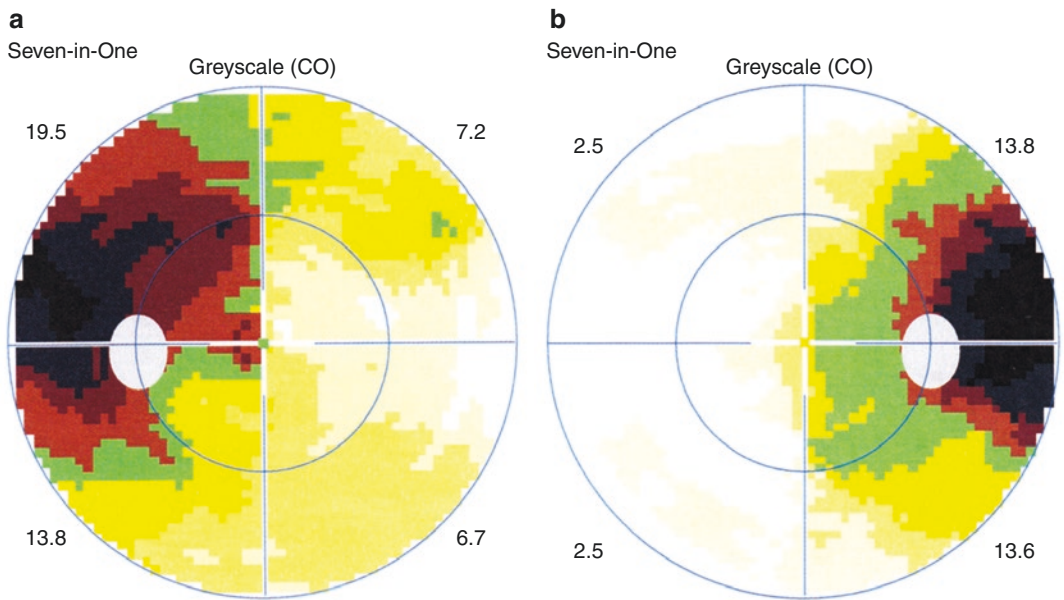 a
Seven-in-One
Greyscale (CO)
19.5
7.2
13.8
6.7
b
Seven-in-One
Greyscale (CO)
2.5
13.8
2.5
13.6